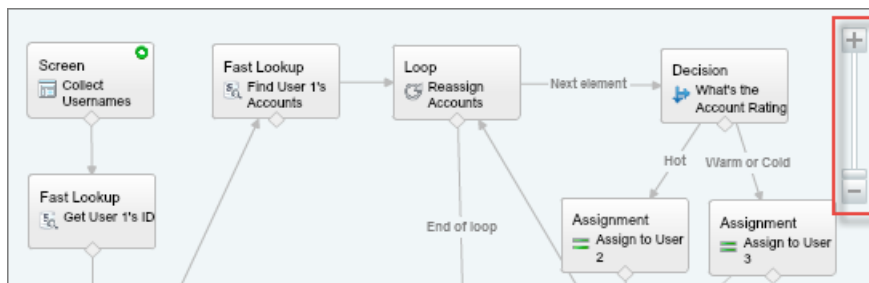 Screen
Collect
Usernames
Fast Lookup
Find User 1's
Accounts
Loop
Reassign
Accounts
Next element
Decision
What's the
Account Rating
Hot
Warm or Cold
Fast Lookup
Get User 1's ID
End of loop
Assignment
Assign to User
2
Assignment
Assign to User
3